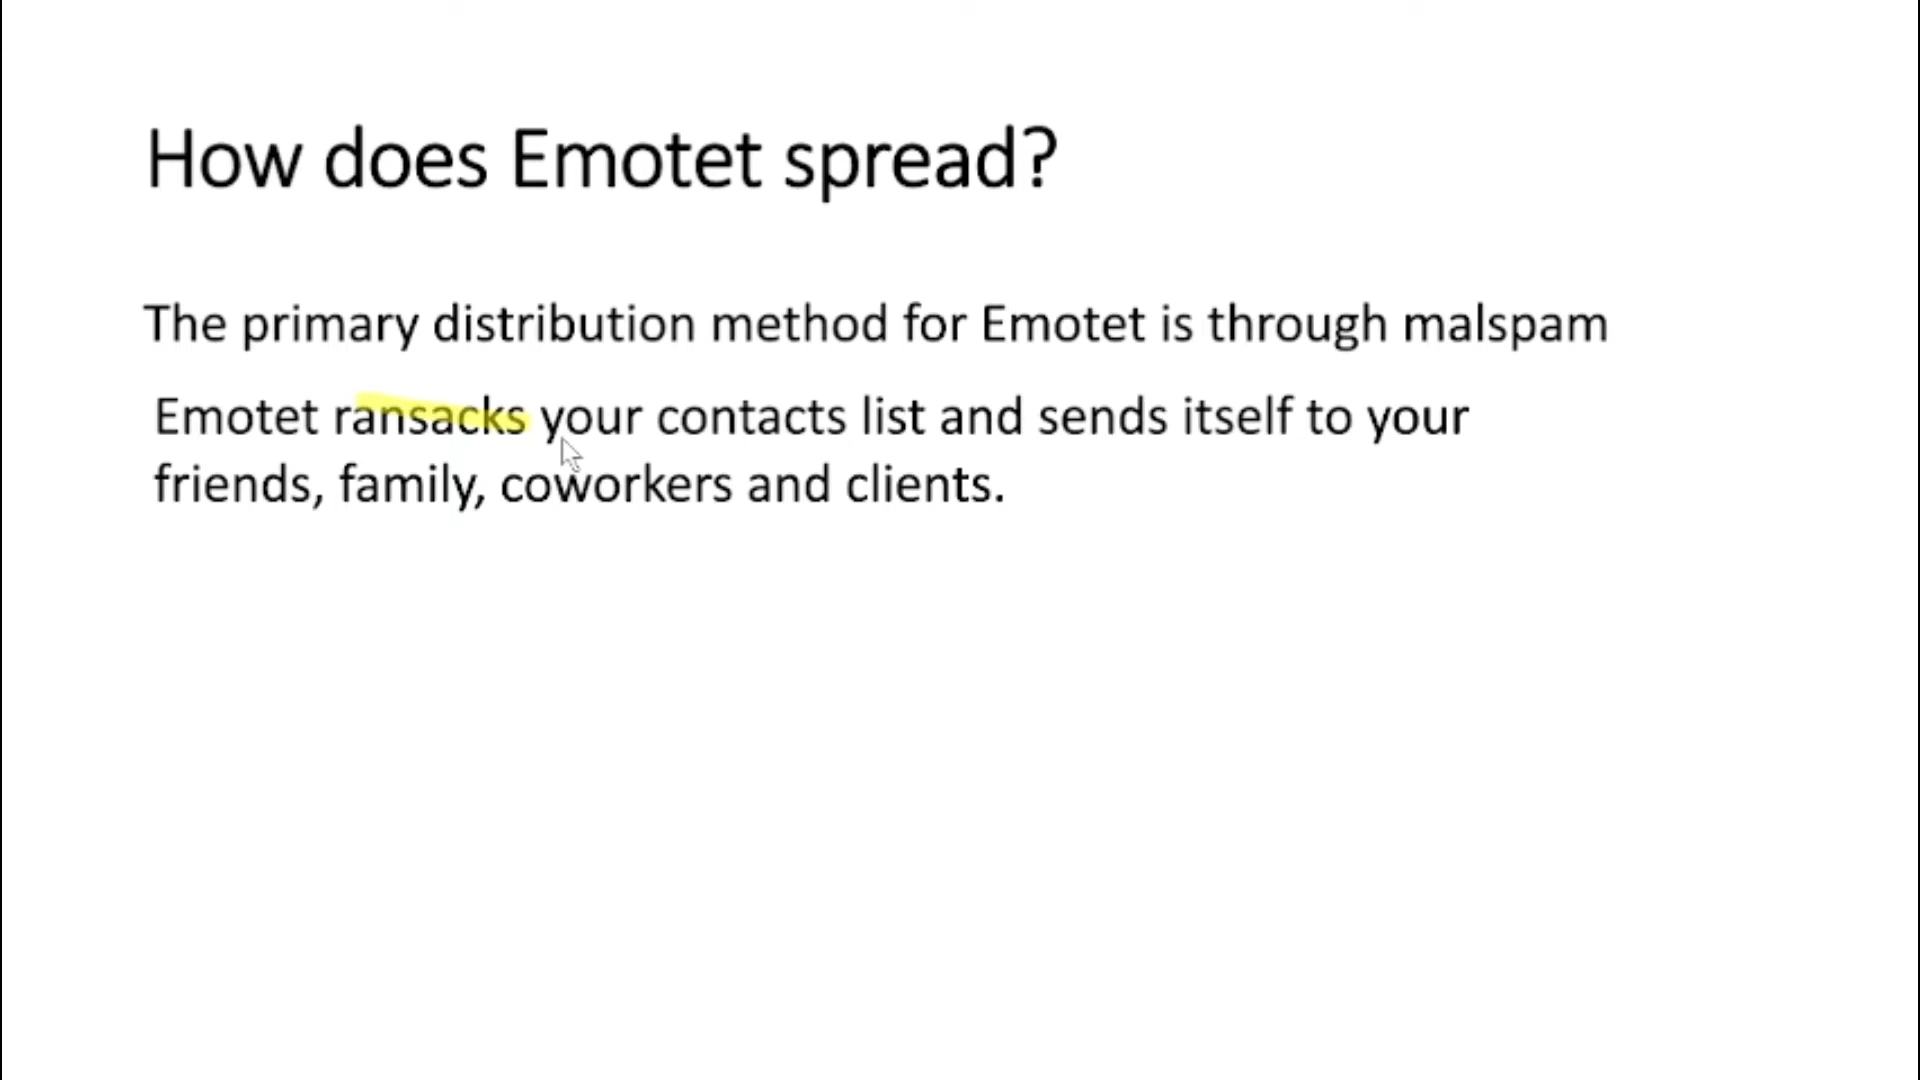 How does Emotet spread?
The primary distribution method for Emotet is through malspam
Emotet ransacks your contacts list and sends itself to your
friends, family, coworkers and clients.